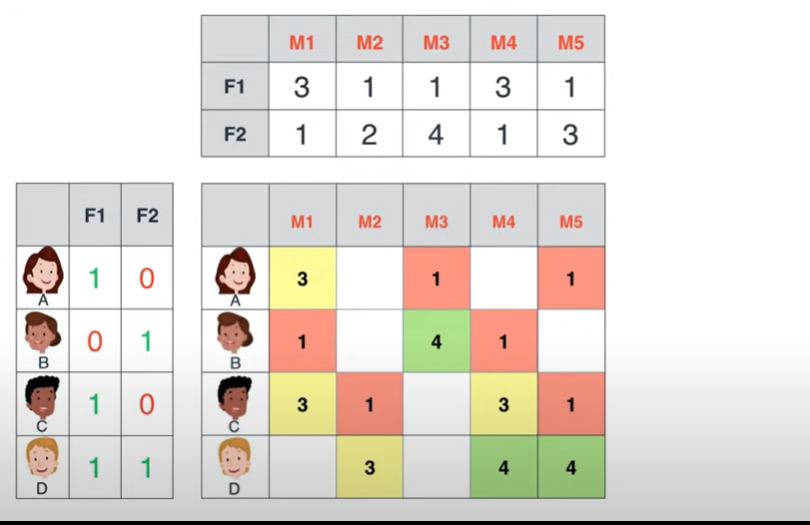 M1 M2 M3 M4 M5
F1 3 1 1 3 1
F2 1 2 4 1 3
F1 F2
A 1 0
B 0 1
C 1 0
D 1 1
M1 M2 M3 M4 M5
A 3 1 1
B 1 4 1
C 3 1 3 1
D 3 4 4